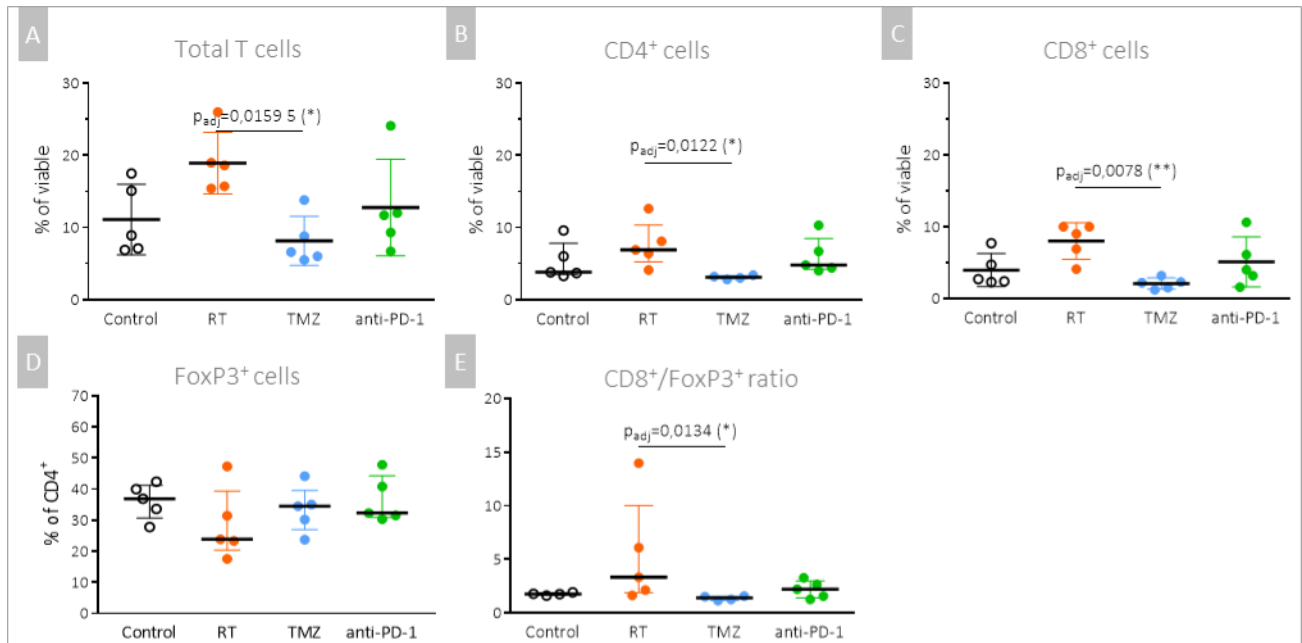 A
Total T cells
30
20
10
0
% of viable
p_adj=0,0159 5 (*)
Control RT TMZ anti-PD-1
B
CD4⁺ cells
30
20
10
0
% of viable
p_adj=0,0122 (*)
Control RT TMZ anti-PD-1
C
CD8⁺ cells
30
20
10
0
% of viable
p_adj=0,0078 (**)
Control RT TMZ anti-PD-1
D
FoxP3⁺ cells
70
60
50
40
30
20
10
0
% of CD4⁺
Control RT TMZ anti-PD-1
E
CD8⁺/FoxP3⁺ ratio
20
15
10
5
0
p_adj=0,0134 (*)
Control RT TMZ anti-PD-1